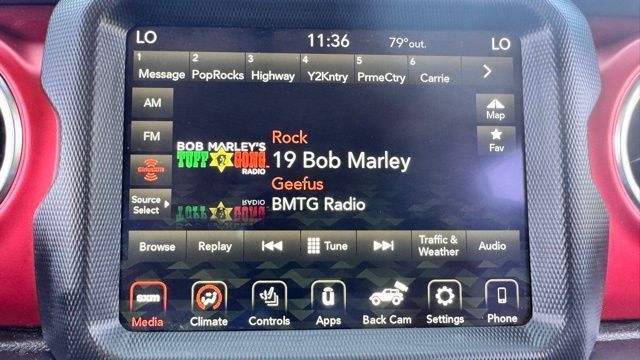 LO 11:36 79°out. LO
1 2 3 4 5 6
Message PopRocks Highway Y2Kntry PrmeCtry Carrie
AM
FM
Source
Select
BOB MARLEY'S
TUFF GONG
RADIO
Rock
19 Bob Marley
Geefus
BMTG Radio
Map
Fav
Browse Replay Tune Traffic & Weather Audio
sxm
Media Climate Controls Apps Back Cam Settings Phone